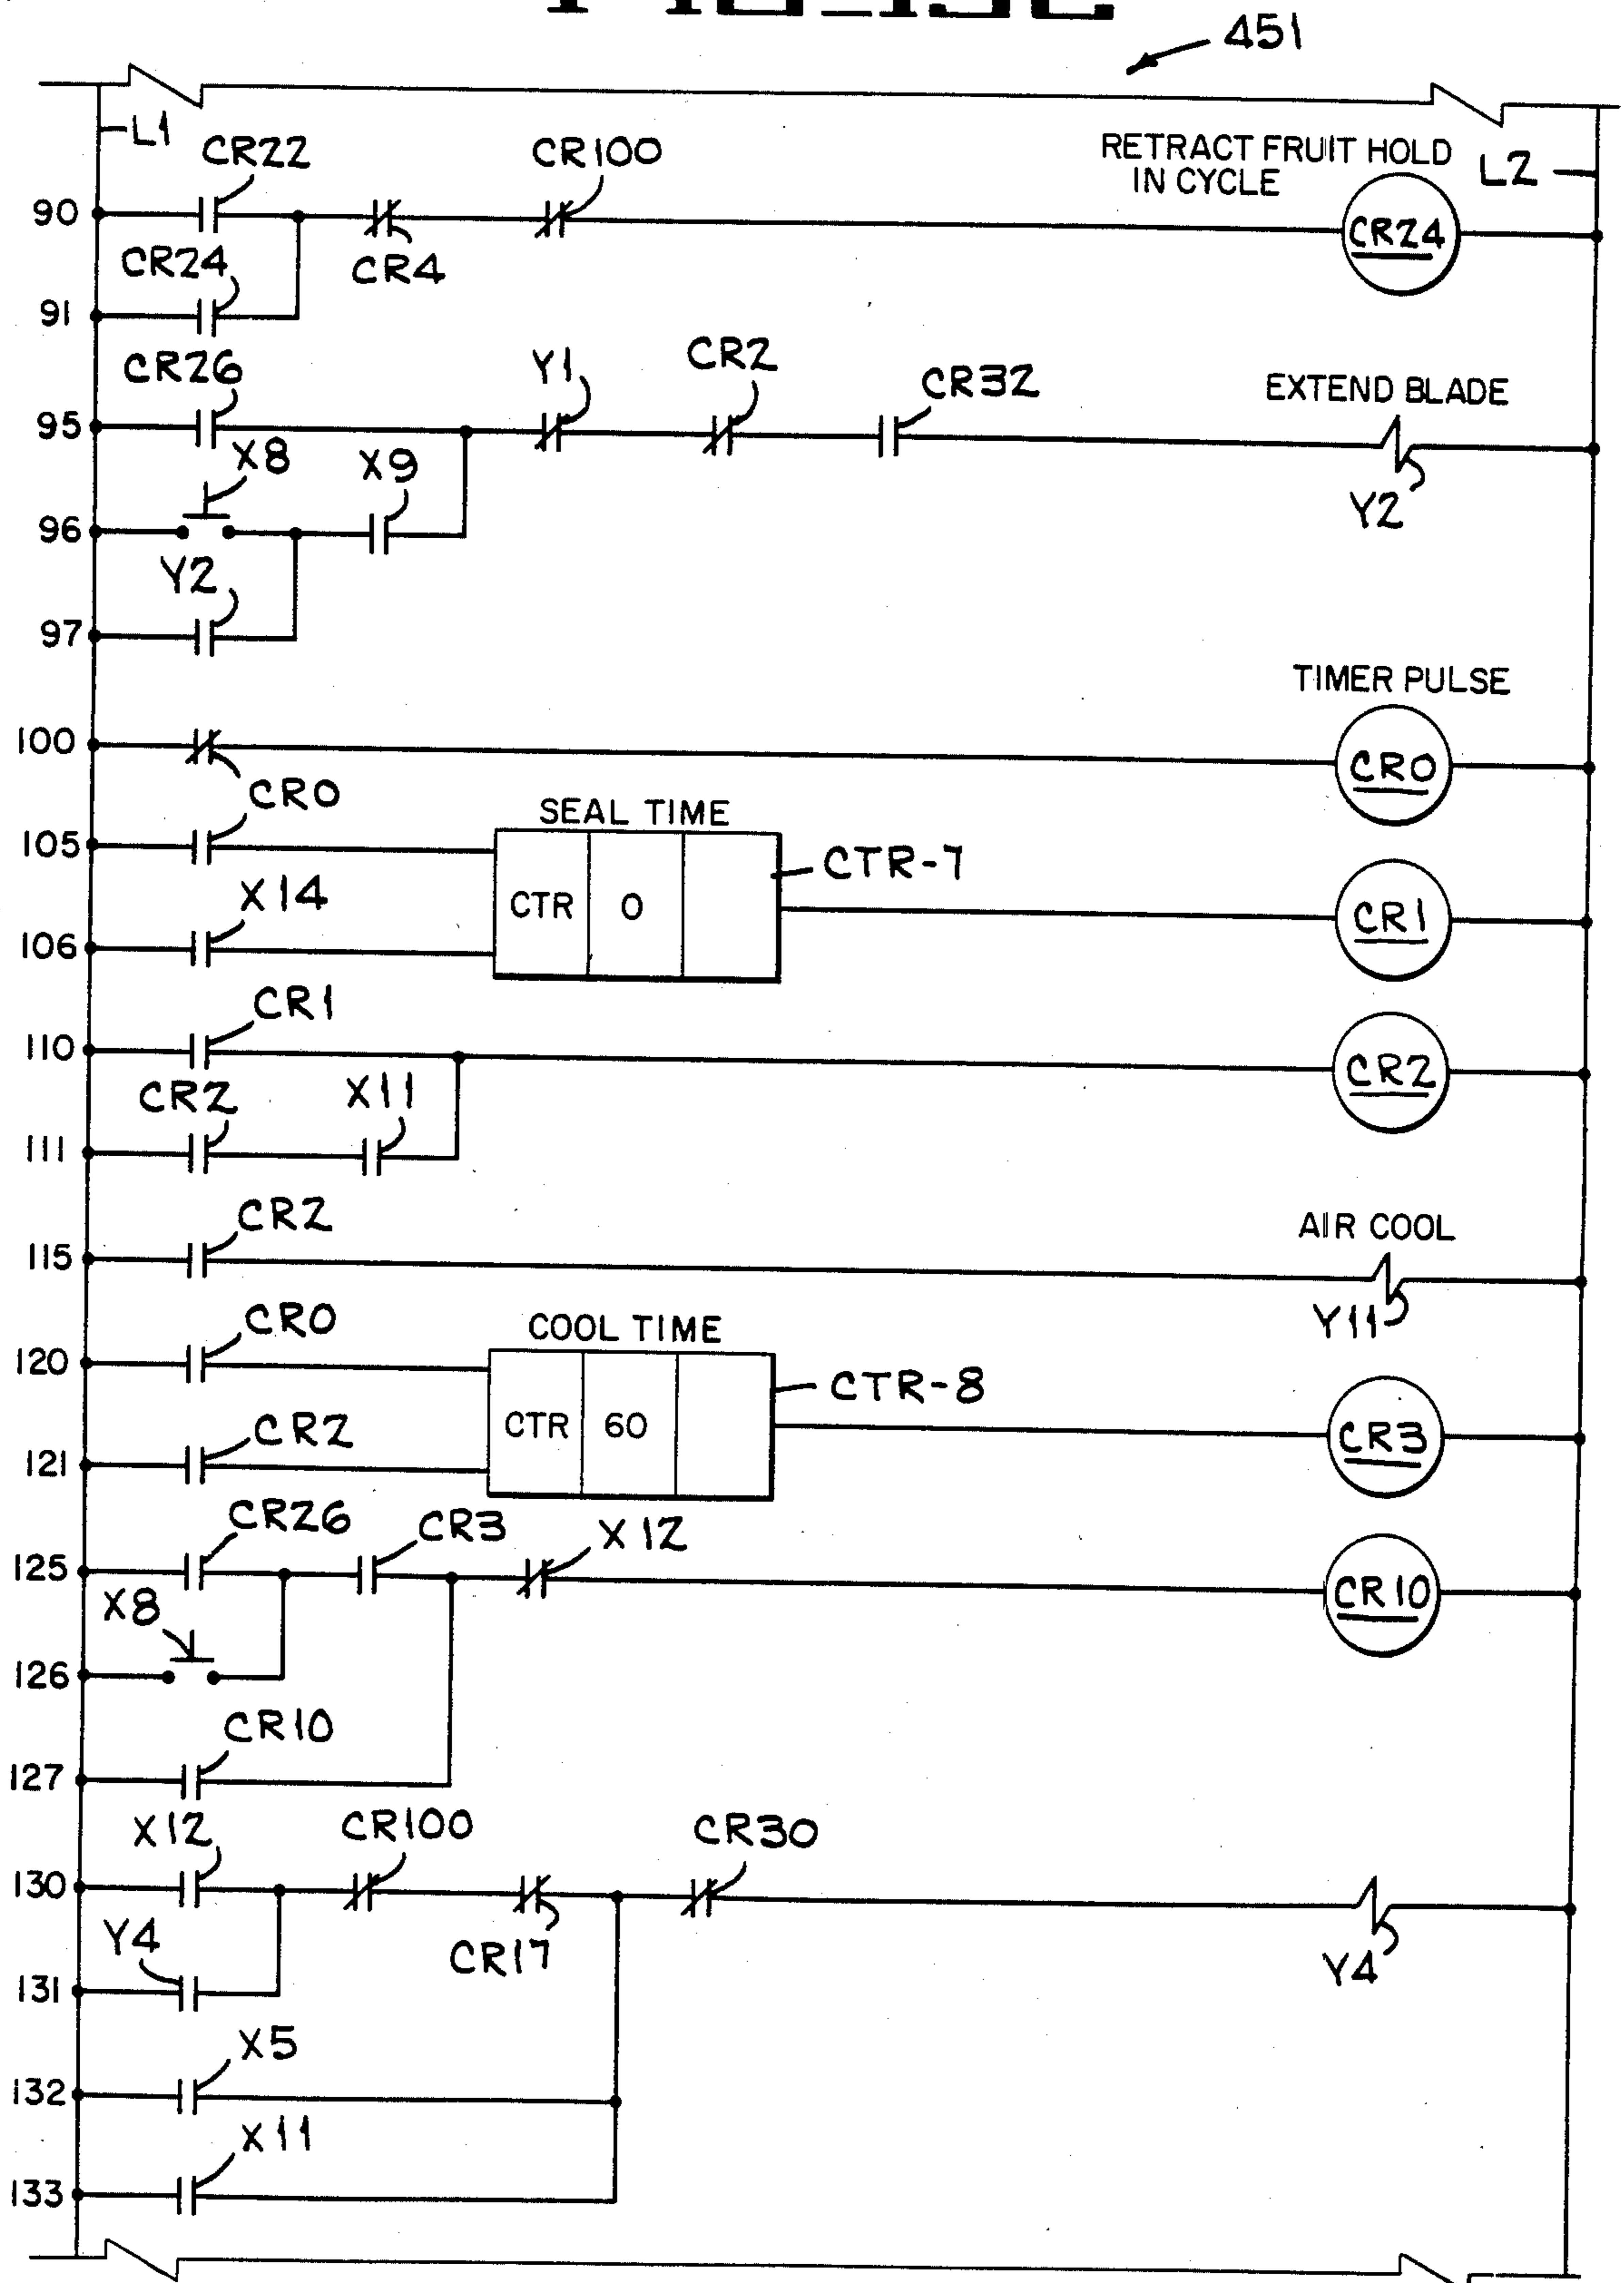 451
L1
CR22
CR100
RETRACT FRUIT HOLD
IN CYCLE
L2
90
CR24
CR24
CR4
91
CR26
Y1
CR2
CR32
EXTEND BLADE
95
X8
X9
96
Y2
Y2
97
TIMER PULSE
100
CR0
CR0
SEAL TIME
105
CTR-7
X14
CTR
0
CR1
106
CR1
110
CR2
CR2
X11
111
CR2
AIR COOL
115
CR0
COOL TIME
Y11
120
CTR-8
CR2
CTR
60
CR3
121
CR26
CR3
X12
125
X8
CR10
126
CR10
127
X12
CR100
CR30
130
Y4
CR17
Y4
131
X5
132
X11
133